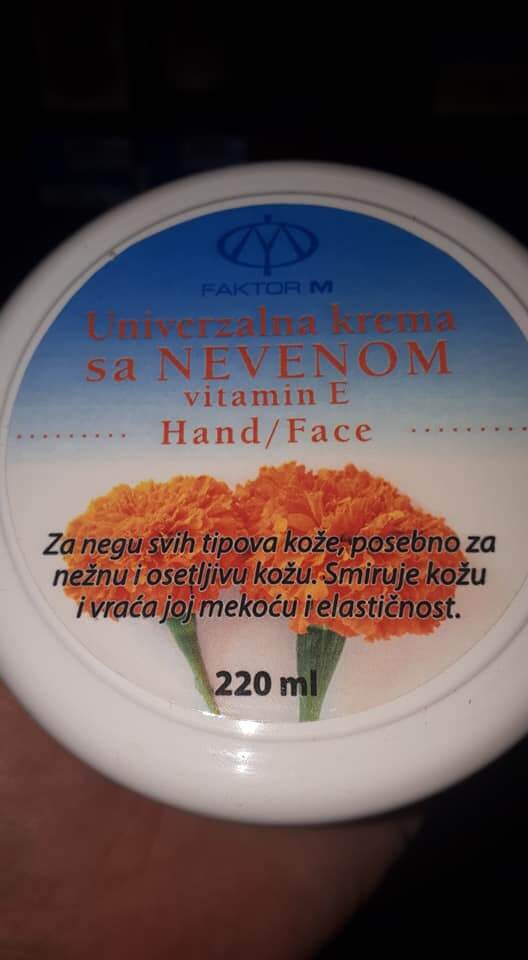 FAKTOR M
Univerzalna krema
sa NEVENOM
vitamin E
Hand/Face
Za negu svih tipova kože, posebno za
nežnu i osetljivu kožu. Smiruje kožu
i vraća joj mekoću i elastičnost.
220 ml